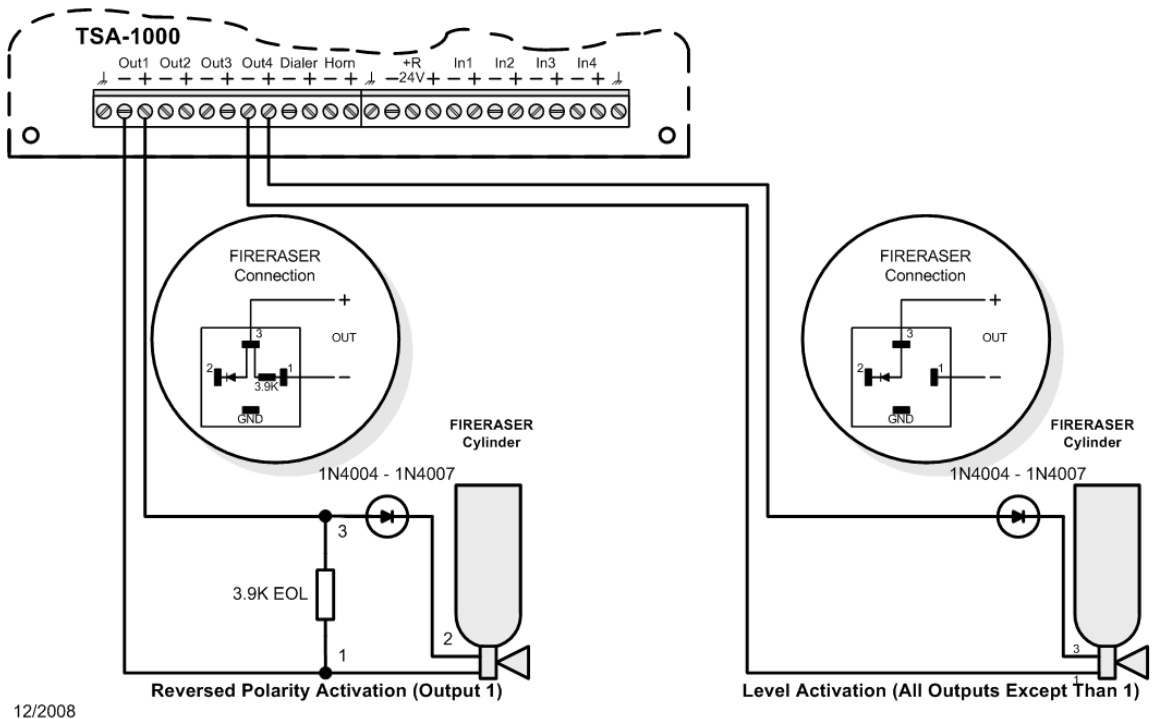 TSA-1000
Out1 Out2 Out3 Out4 Dialer Horn +R In1 In2 In3 In4
− + − + − + − + − + − + −24V+ − + − + − + − +
FIRERASER
Connection
+
3
OUT
2
1
3.9K
−
GND
FIRERASER
Connection
+
3
OUT
2
1
−
GND
FIRERASER
Cylinder
FIRERASER
Cylinder
1N4004 - 1N4007
1N4004 - 1N4007
3
3.9K EOL
2
1
3
1
Reversed Polarity Activation (Output 1)
Level Activation (All Outputs Except Than 1)
12/2008